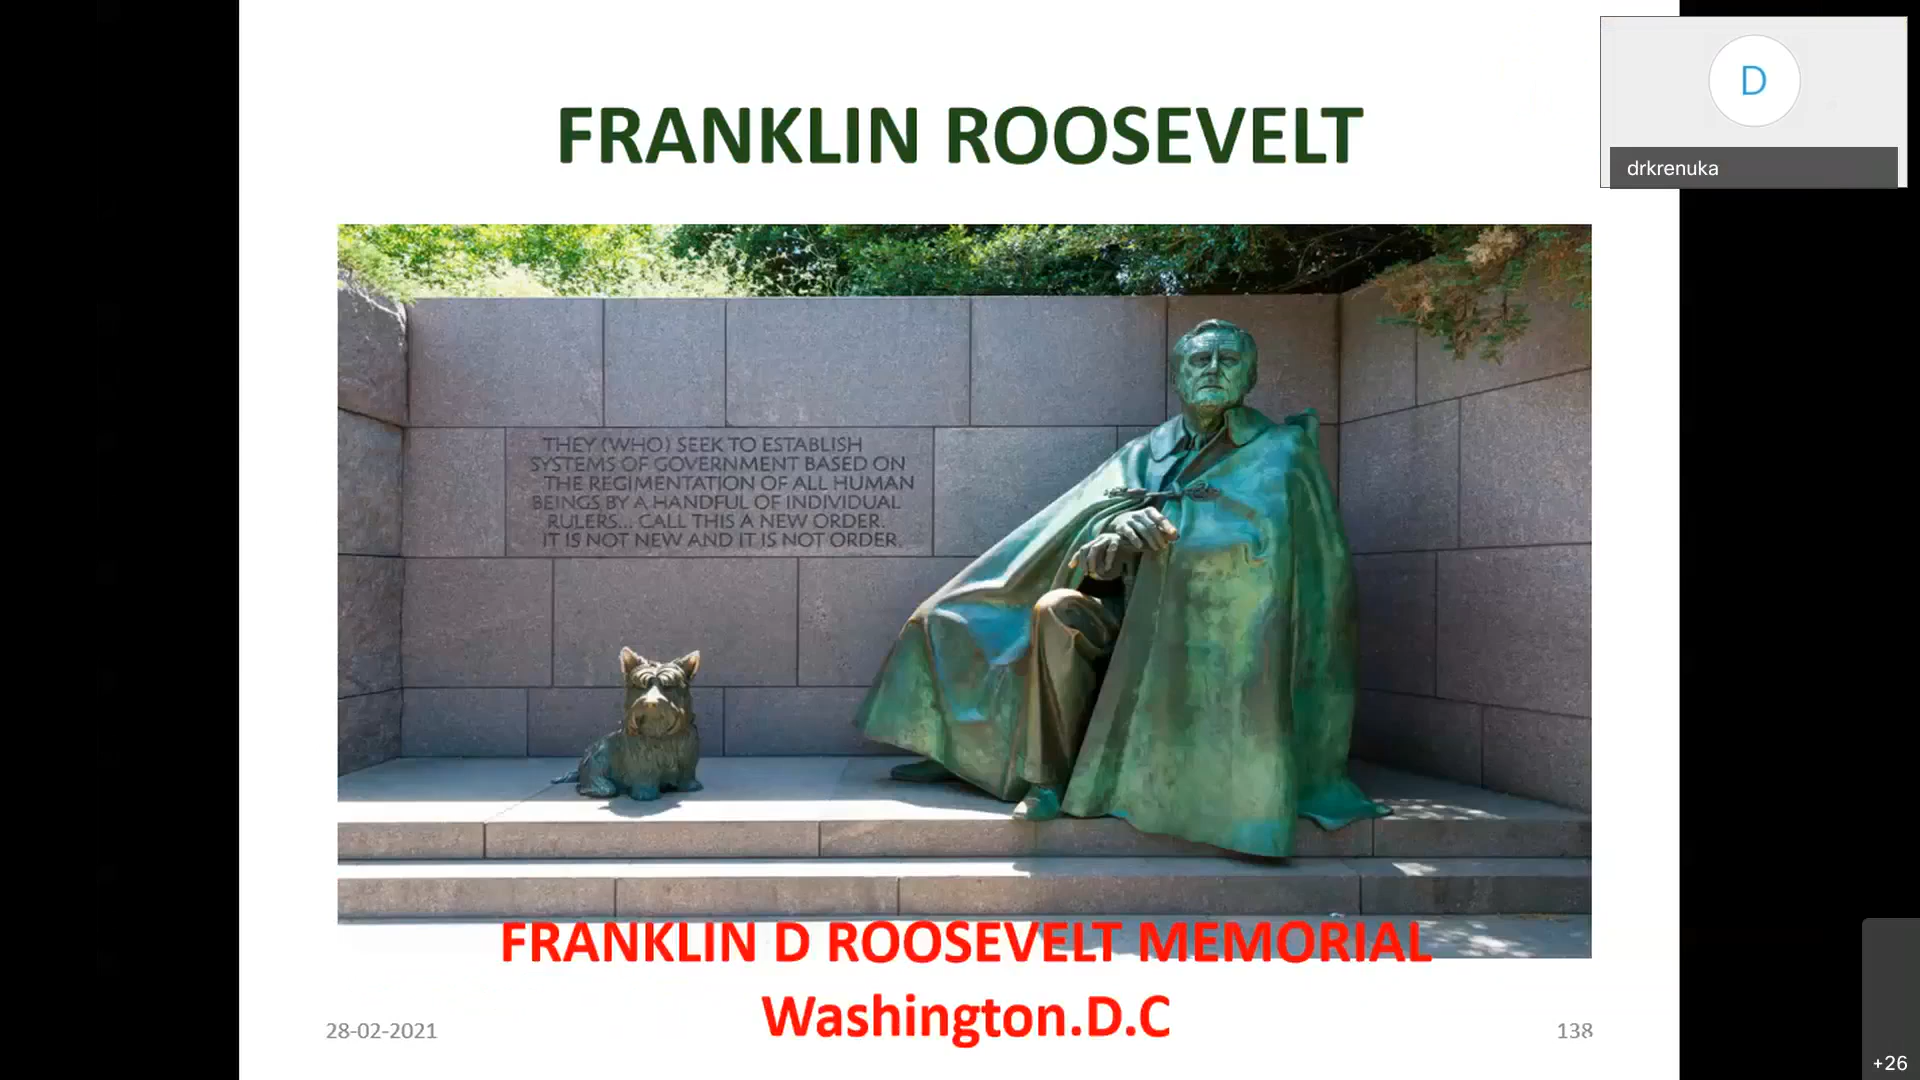 FRANKLIN ROOSEVELT
D
drkrenuka
THEY (WHO) SEEK TO ESTABLISH
SYSTEMS OF GOVERNMENT BASED ON
THE REGIMENTATION OF ALL HUMAN
BEINGS BY A HANDFUL OF INDIVIDUAL
RULERS... CALL THIS A NEW ORDER.
IT IS NOT NEW AND IT IS NOT ORDER.
FRANKLIN D ROOSEVELT MEMORIAL
Washington.D.C
28-02-2021
138
+26